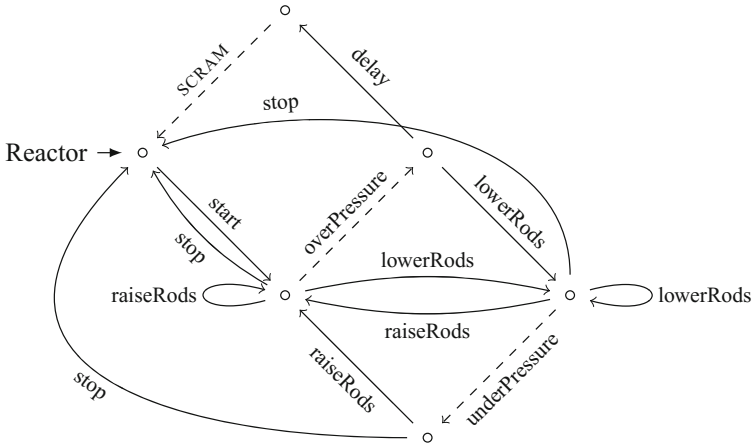 SCRAM
delay
stop
Reactor
start
stop
overPressure
lowerRods
lowerRods
raiseRods
lowerRods
raiseRods
raiseRods
underPressure
stop